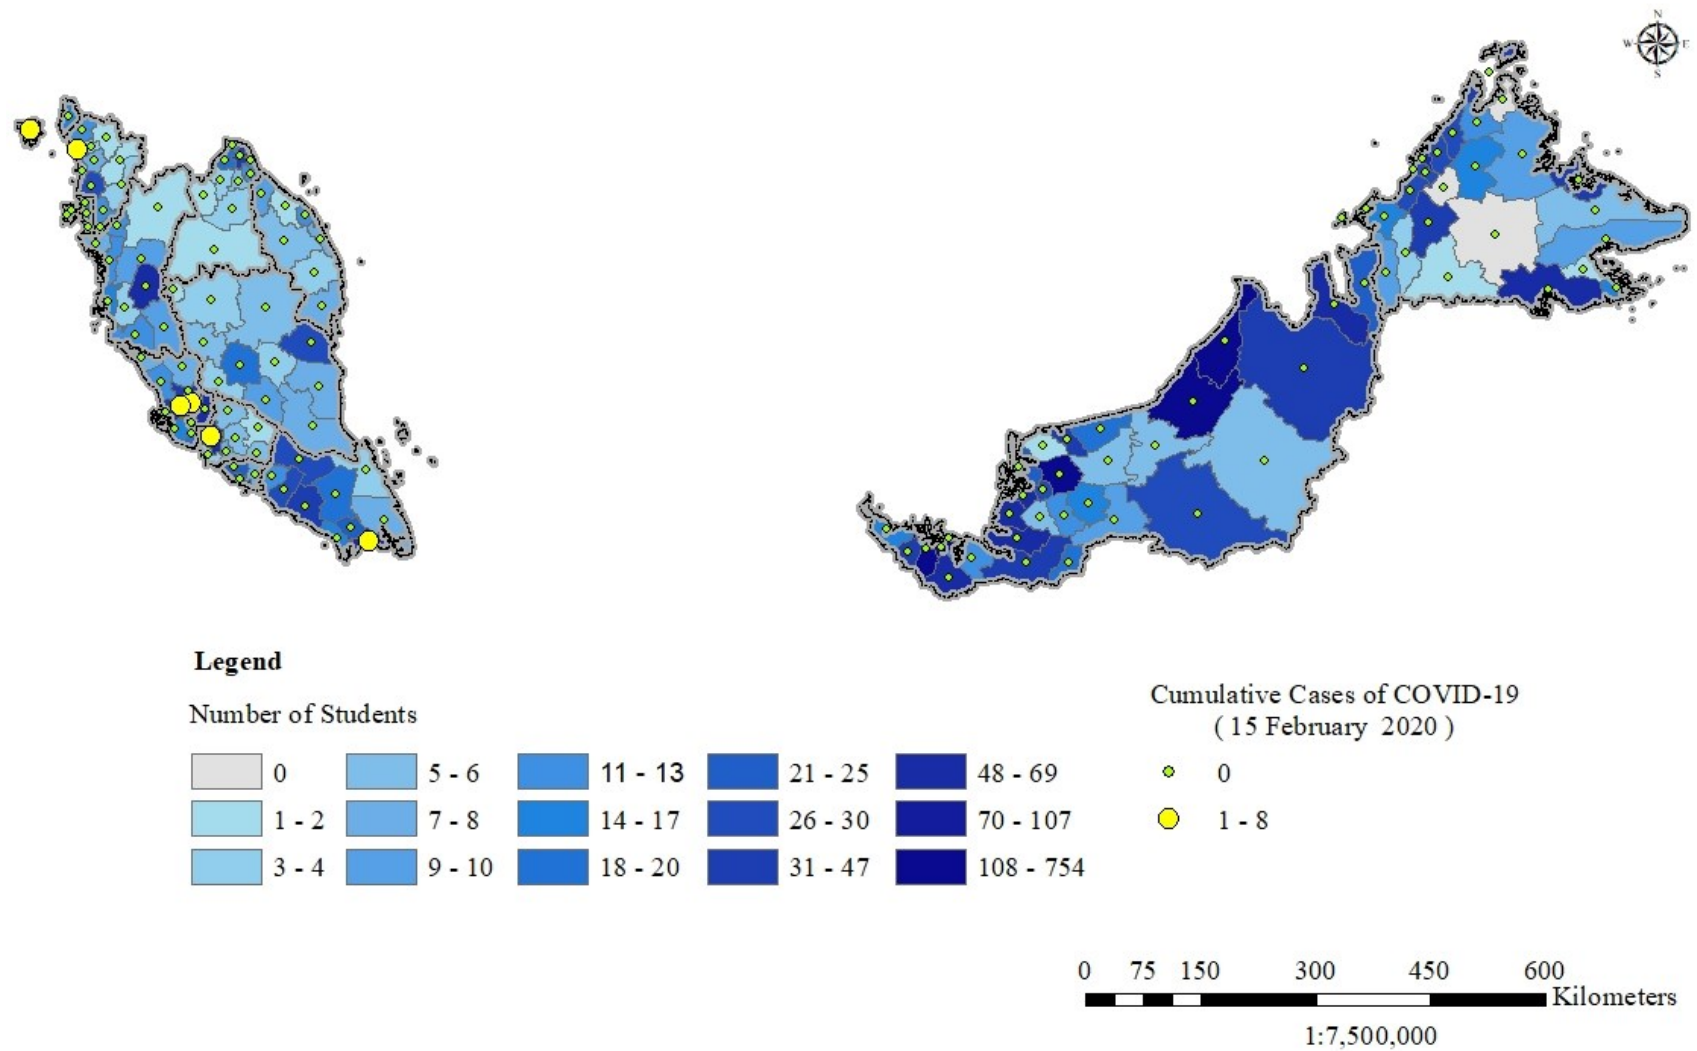 N
W E
S
Legend
Number of Students
0
5 - 6
11 - 13
21 - 25
48 - 69
1 - 2
7 - 8
14 - 17
26 - 30
70 - 107
3 - 4
9 - 10
18 - 20
31 - 47
108 - 754
Cumulative Cases of COVID-19
( 15 February 2020 )
0
1 - 8
0 75 150 300 450 600
Kilometers
1:7,500,000